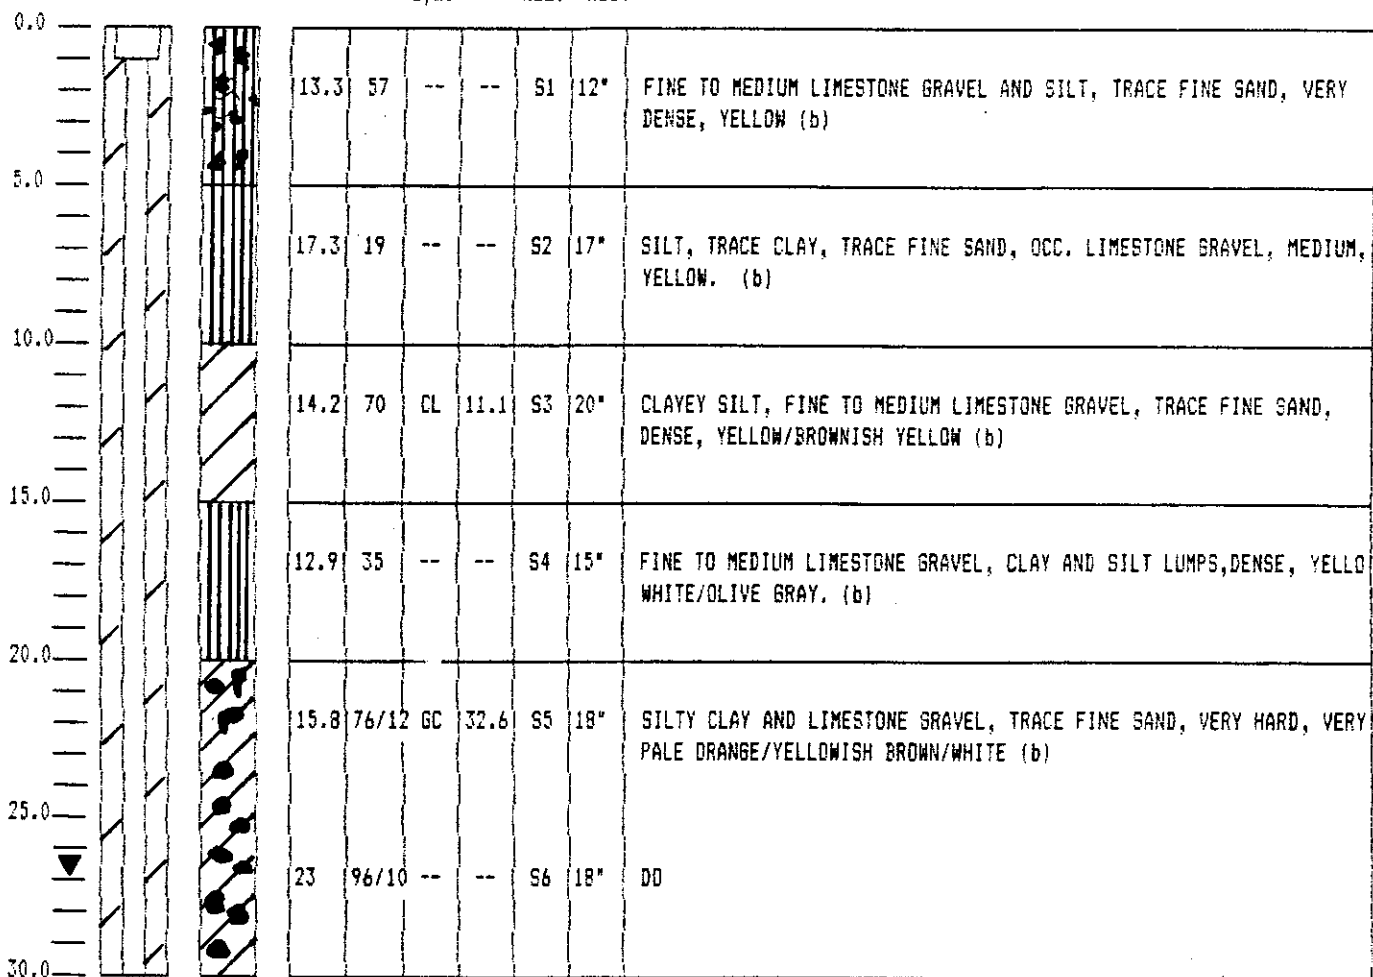 0.0
13.3 57 -- -- S1 12" FINE TO MEDIUM LIMESTONE GRAVEL AND SILT, TRACE FINE SAND, VERY
DENSE, YELLOW (b)
5.0
17.3 19 -- -- S2 17" SILT, TRACE CLAY, TRACE FINE SAND, OCC. LIMESTONE GRAVEL, MEDIUM,
YELLOW. (b)
10.0
14.2 70 CL 11.1 S3 20" CLAYEY SILT, FINE TO MEDIUM LIMESTONE GRAVEL, TRACE FINE SAND,
DENSE, YELLOW/BROWNISH YELLOW (b)
15.0
12.9 35 -- -- S4 15" FINE TO MEDIUM LIMESTONE GRAVEL, CLAY AND SILT LUMPS,DENSE, YELLO
WHITE/OLIVE GRAY. (b)
20.0
15.8 76/12 GC 32.6 S5 18" SILTY CLAY AND LIMESTONE GRAVEL, TRACE FINE SAND, VERY HARD, VERY
PALE ORANGE/YELLOWISH BROWN/WHITE (b)
25.0
23 96/10 -- -- S6 18" DO
30.0